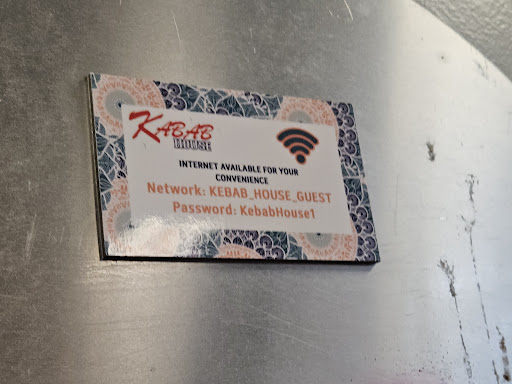 KABAB
HOUSE
INTERNET AVAILABLE FOR YOUR
CONVENIENCE
Network: KEBAB_HOUSE_GUEST
Password: KebabHouse1